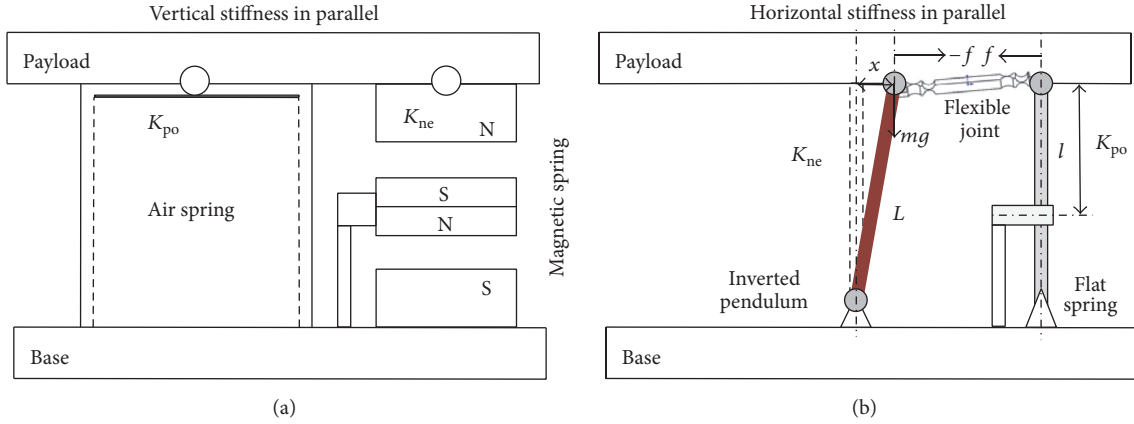 Vertical stiffness in parallel
Payload
K_po
Air spring
K_ne
N
S
N
S
Magnetic spring
Base
(a)
Horizontal stiffness in parallel
Payload
x
−f f
Flexible
joint
mg
K_ne
l
K_po
L
Inverted
pendulum
Flat
spring
Base
(b)